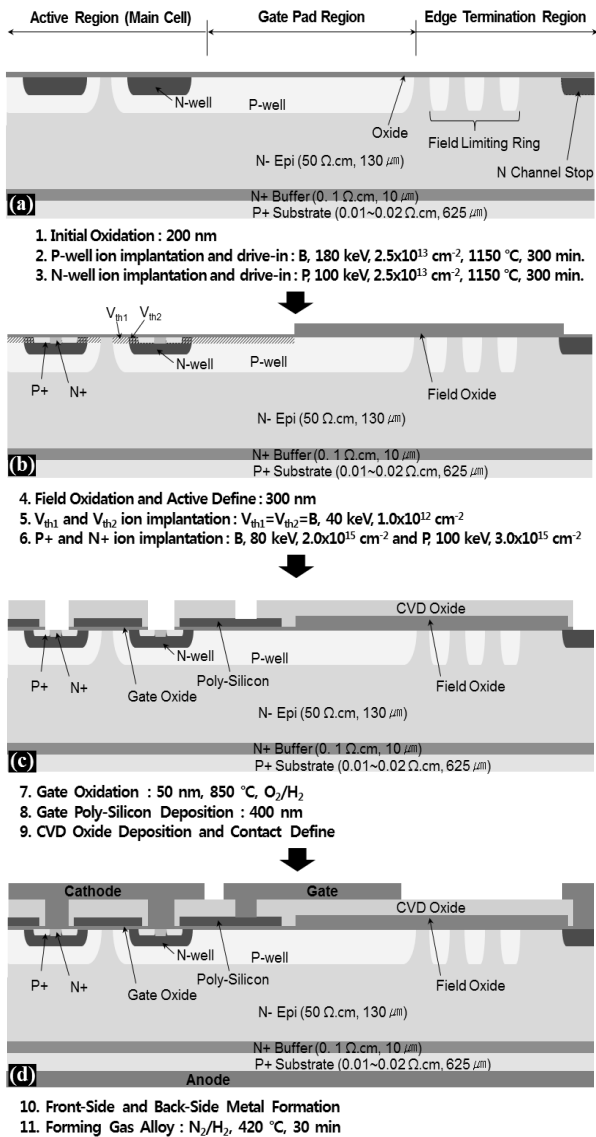 Active Region (Main Cell) Gate Pad Region Edge Termination Region
N-well P-well
Oxide Field Limiting Ring
N- Epi (50 Ω.cm, 130 ㎛) N Channel Stop
N+ Buffer (0. 1 Ω.cm, 10 ㎛)
(a) P+ Substrate (0.01~0.02 Ω.cm, 625 ㎛)
1. Initial Oxidation : 200 nm
2. P-well ion implantation and drive-in : B, 180 keV, 2.5x10¹³ cm⁻², 1150 ℃, 300 min.
3. N-well ion implantation and drive-in : P, 100 keV, 2.5x10¹³ cm⁻², 1150 ℃, 300 min.
Vth1 Vth2
N-well P-well
P+ N+ Field Oxide
N- Epi (50 Ω.cm, 130 ㎛)
N+ Buffer (0. 1 Ω.cm, 10 ㎛)
(b) P+ Substrate (0.01~0.02 Ω.cm, 625 ㎛)
4. Field Oxidation and Active Define : 300 nm
5. Vth1 and Vth2 ion implantation : Vth1=Vth2=B, 40 keV, 1.0x10¹² cm⁻²
6. P+ and N+ ion implantation : B, 80 keV, 2.0x10¹⁵ cm⁻² and P, 100 keV, 3.0x10¹⁵ cm⁻²
CVD Oxide
N-well P-well
P+ N+ Gate Oxide Poly-Silicon Field Oxide
N- Epi (50 Ω.cm, 130 ㎛)
N+ Buffer (0. 1 Ω.cm, 10 ㎛)
(c) P+ Substrate (0.01~0.02 Ω.cm, 625 ㎛)
7. Gate Oxidation : 50 nm, 850 ℃, O₂/H₂
8. Gate Poly-Silicon Deposition : 400 nm
9. CVD Oxide Deposition and Contact Define
Cathode Gate
CVD Oxide
N-well P-well
P+ N+ Gate Oxide Poly-Silicon Field Oxide
N- Epi (50 Ω.cm, 130 ㎛)
N+ Buffer (0. 1 Ω.cm, 10 ㎛)
(d) P+ Substrate (0.01~0.02 Ω.cm, 625 ㎛)
Anode
10. Front-Side and Back-Side Metal Formation
11. Forming Gas Alloy : N₂/H₂, 420 ℃, 30 min